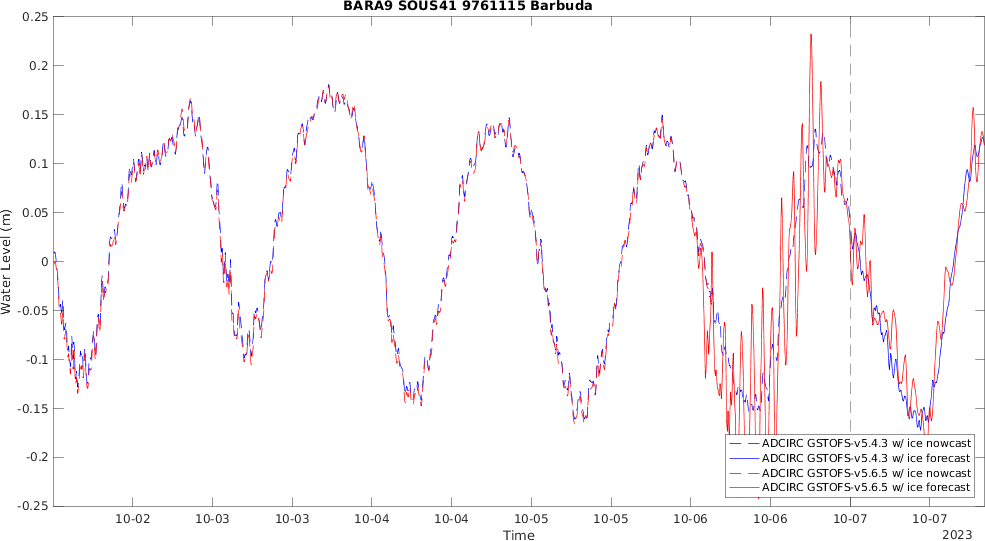 BARA9 SOUS41 9761115 Barbuda
0.25
0.2
0.15
0.1
0.05
0
-0.05
-0.1
-0.15
-0.2
-0.25
Water Level (m)
ADCIRC GSTOFS-v5.4.3 w/ ice nowcast
ADCIRC GSTOFS-v5.4.3 w/ ice forecast
ADCIRC GSTOFS-v5.6.5 w/ ice nowcast
ADCIRC GSTOFS-v5.6.5 w/ ice forecast
10-02 10-03 10-03 10-04 10-04 10-05 10-05 10-06 10-06 10-07 10-07
Time
2023